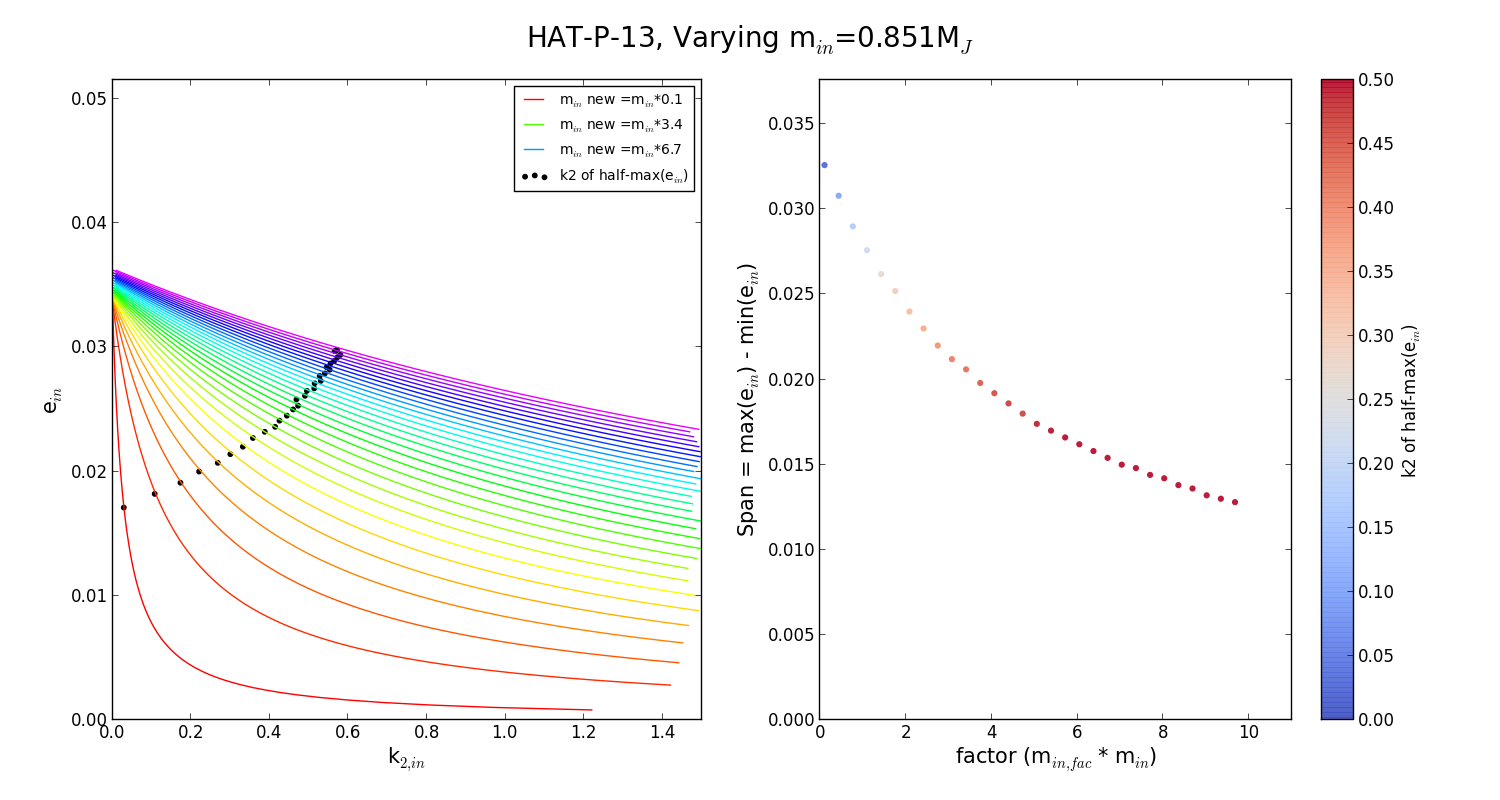 HAT-P-13, Varying m_in=0.851M_J
0.05
0.04
0.03
0.02
0.01
0.00
e_in
0.0 0.2 0.4 0.6 0.8 1.0 1.2 1.4
k_2,in
m_in new =m_in*0.1
m_in new =m_in*3.4
m_in new =m_in*6.7
k2 of half-max(e_in)
0.035
0.030
0.025
0.020
0.015
0.010
0.005
0.000
Span = max(e_in) - min(e_in)
0 2 4 6 8 10
factor (m_in,fac * m_in)
0.50
0.45
0.40
0.35
0.30
0.25
0.20
0.15
0.10
0.05
0.00
k2 of half-max(e_in)